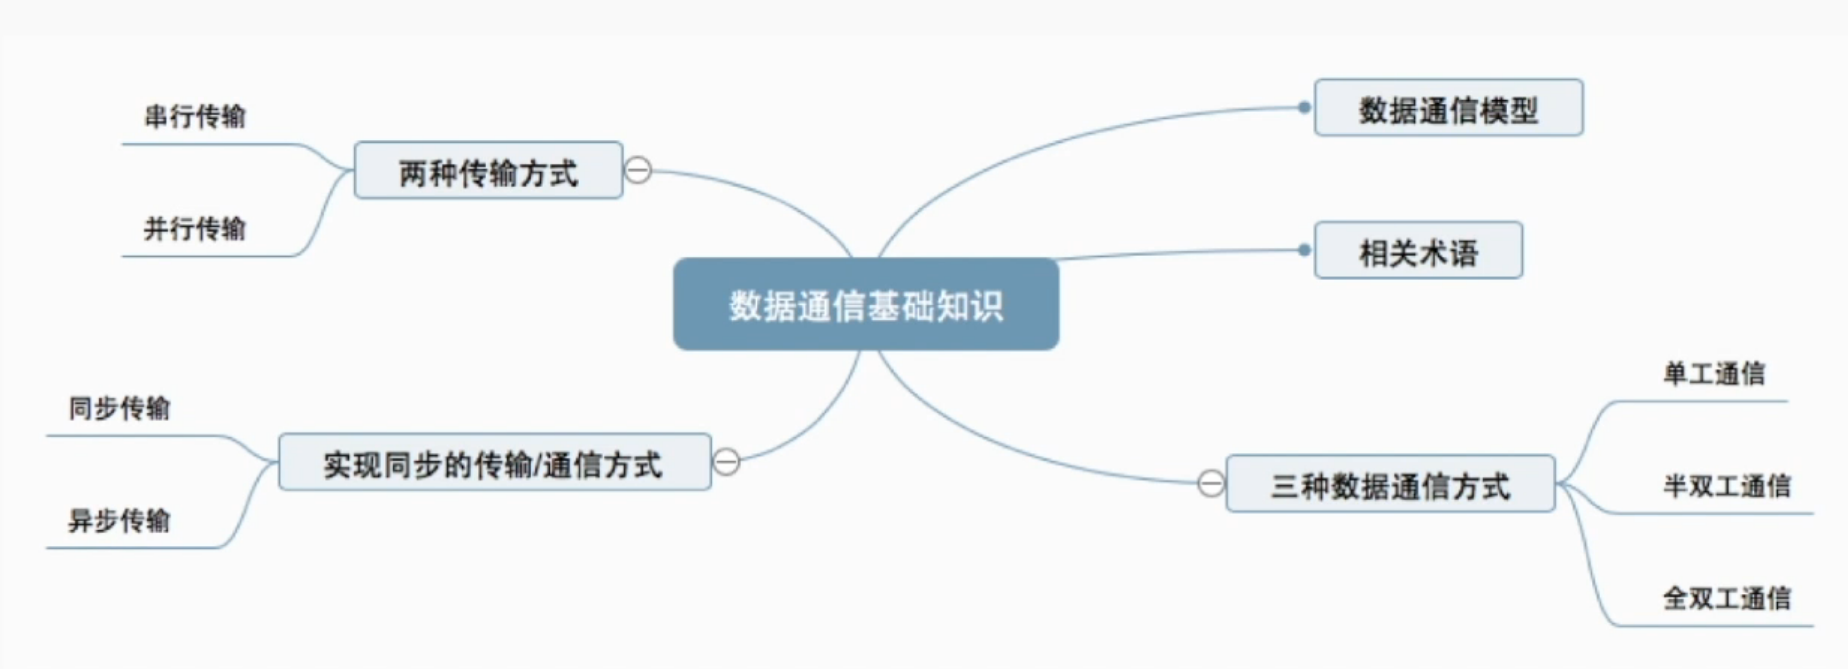 数据通信基础知识
数据通信模型
相关术语
三种数据通信方式
单工通信
半双工通信
全双工通信
两种传输方式
串行传输
并行传输
实现同步的传输/通信方式
同步传输
异步传输